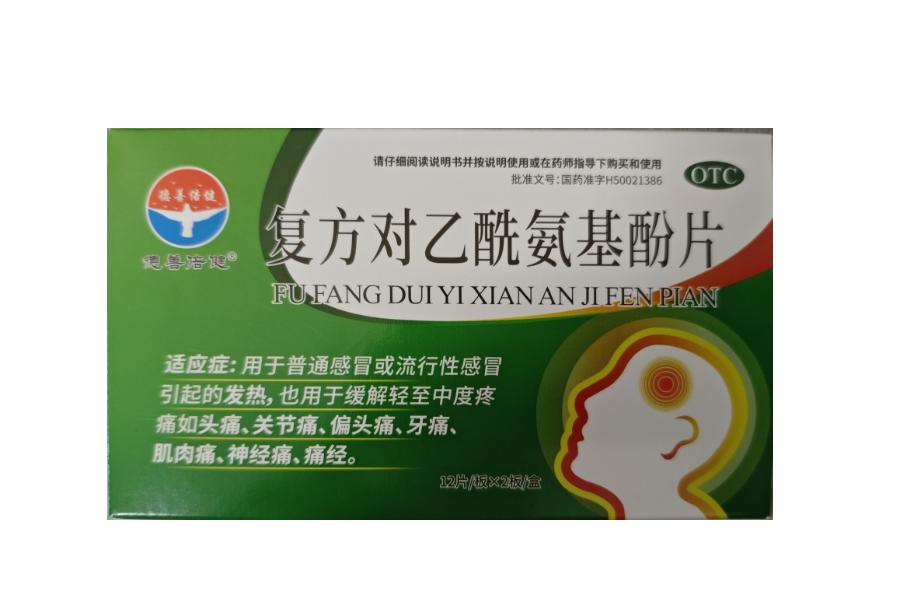 请仔细阅读说明书并按说明使用或在药师指导下购买和使用
批准文号：国药准字H50021386
OTC
德善倍健
德善倍健®
复方对乙酰氨基酚片
FU FANG DUI YI XIAN AN JI FEN PIAN
适应症：用于普通感冒或流行性感冒
引起的发热，也用于缓解轻至中度疼
痛如头痛、关节痛、偏头痛、牙痛、
肌肉痛、神经痛、痛经。
12片/板×2板/盒